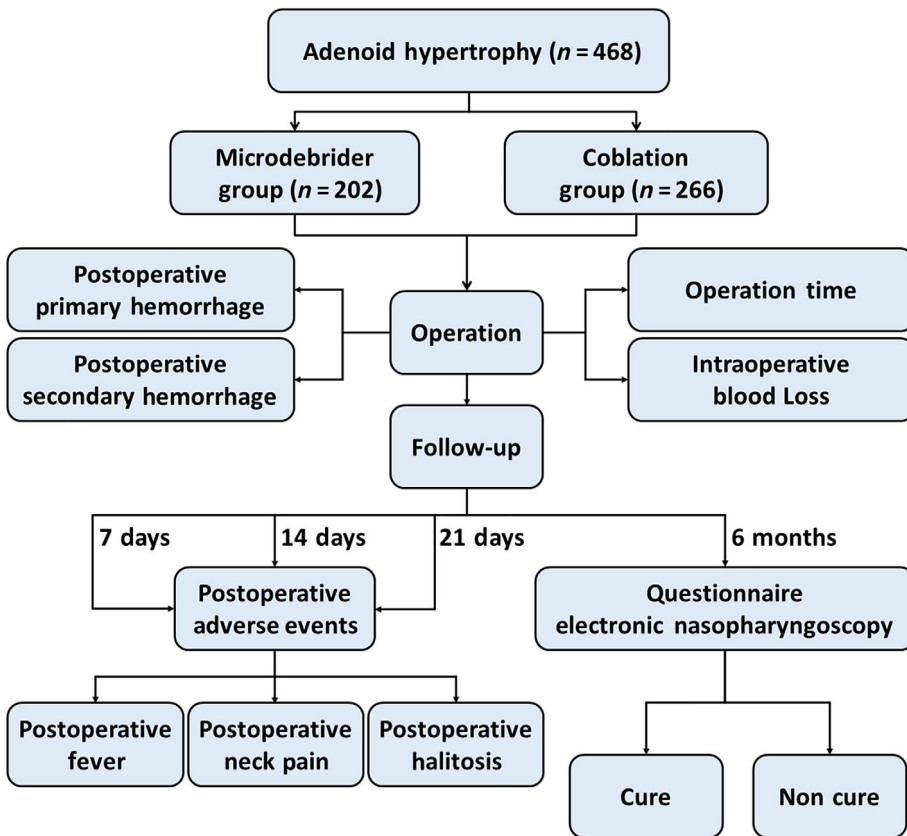 Adenoid hypertrophy (n = 468)
Microdebrider
group (n = 202)
Coblation
group (n = 266)
Postoperative
primary hemorrhage
Operation time
Operation
Postoperative
secondary hemorrhage
Intraoperative
blood Loss
Follow-up
7 days
14 days
21 days
6 months
Postoperative
adverse events
Questionnaire
electronic nasopharyngoscopy
Postoperative
fever
Postoperative
neck pain
Postoperative
halitosis
Cure
Non cure